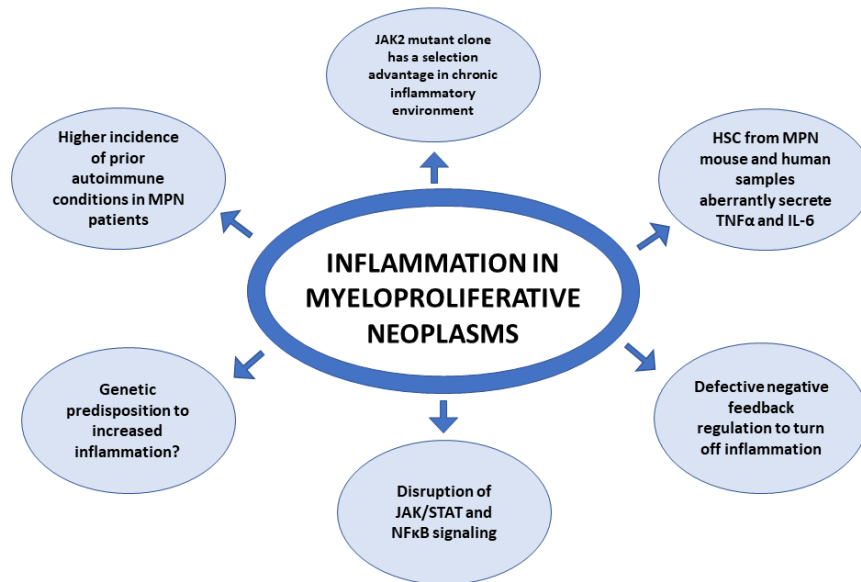 JAK2 mutant clone
has a selection
advantage in chronic
inflammatory
environment
Higher incidence
of prior
autoimmune
conditions in MPN
patients
HSC from MPN
mouse and human
samples
aberrantly secrete
TNFα and IL-6
INFLAMMATION IN
MYELOPROLIFERATIVE
NEOPLASMS
Genetic
predisposition to
increased
inflammation?
Defective negative
feedback
regulation to turn
off inflammation
Disruption of
JAK/STAT and
NFκB signaling